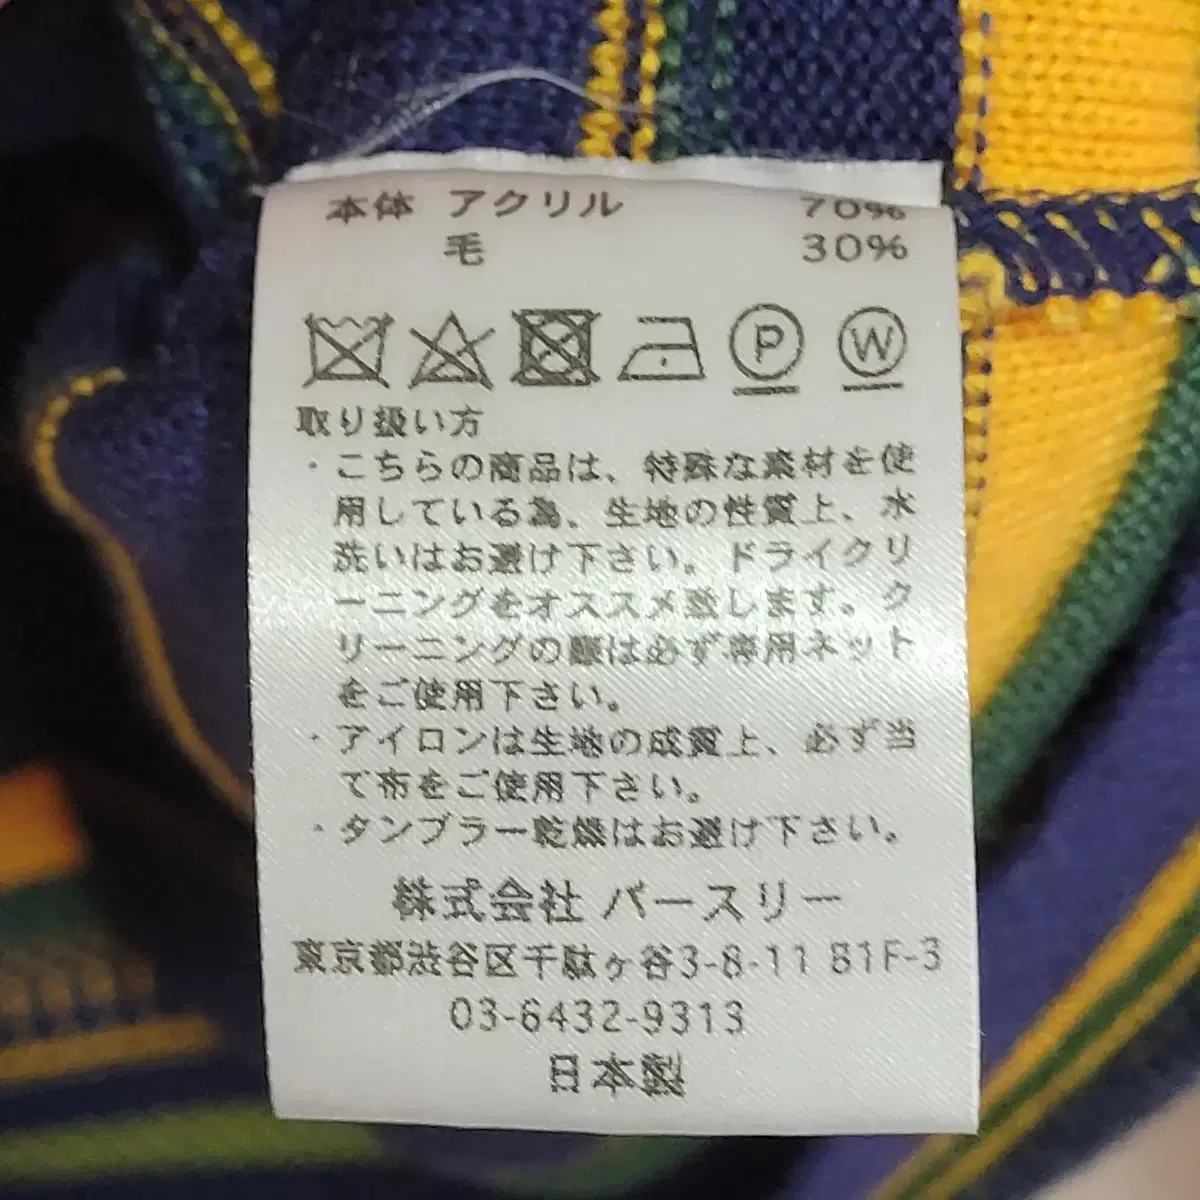 本体 アクリル 70%
毛 30%
P W
取り扱い方
・こちらの商品は、特殊な素材を使
用している為、生地の性質上、水
洗いはお避け下さい。ドライクリ
ーニングをオススメ致します。ク
リーニングの際は必ず専用ネット
をご使用下さい。
・アイロンは生地の成質上、必ず当
て布をご使用下さい。
・タンブラー乾燥はお避け下さい。
株式会社 バースリー
東京都渋谷区千駄ヶ谷3-8-11 B1F-3
03-6432-9313
日本製